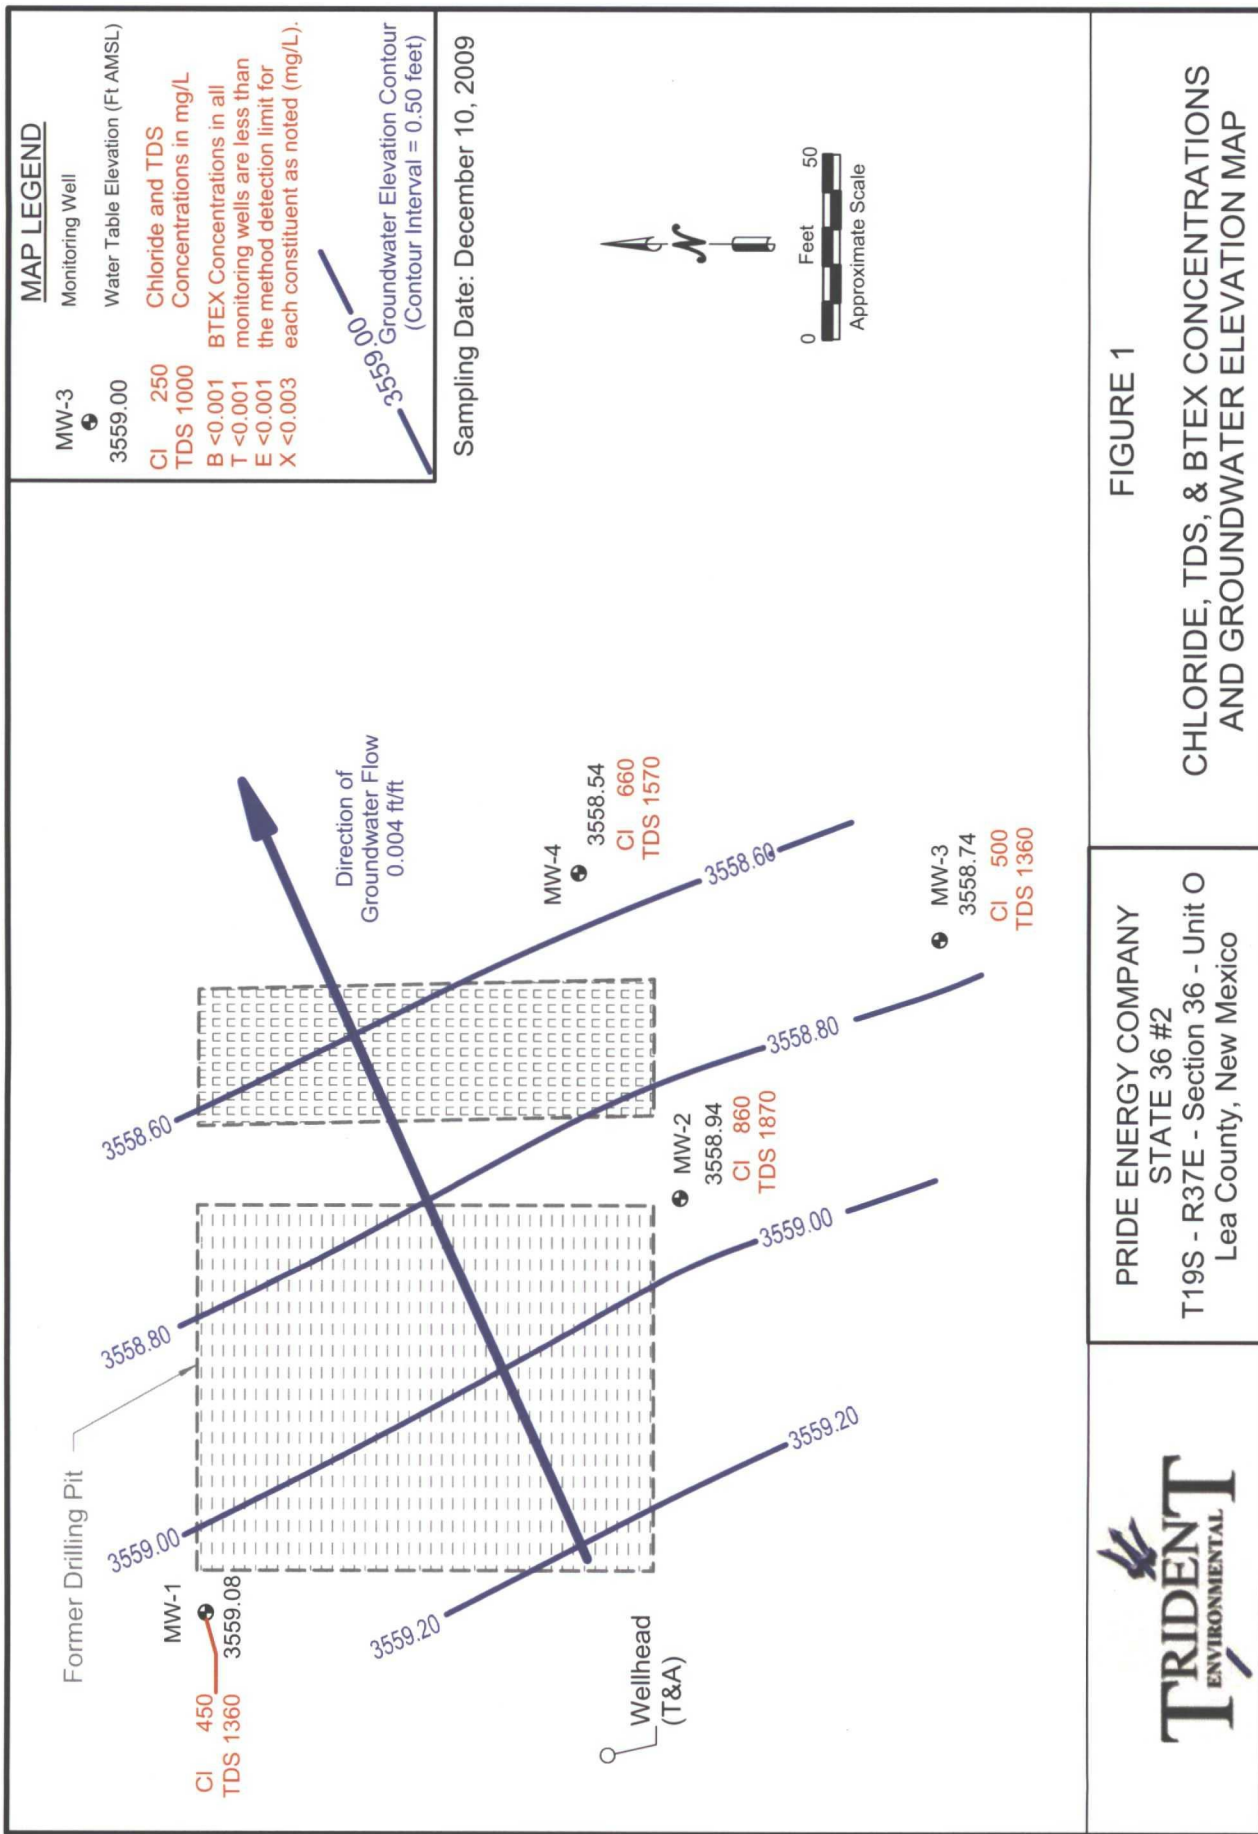 MAP LEGEND
MW-3
Monitoring Well
3559.00
Water Table Elevation (Ft AMSL)
Cl 250
TDS 1000
Chloride and TDS
Concentrations in mg/L
B <0.001
T <0.001
E <0.001
X <0.003
BTEX Concentrations in all
monitoring wells are less than
the method detection limit for
each constituent as noted (mg/L).
3559.00
Groundwater Elevation Contour
(Contour Interval = 0.50 feet)
Sampling Date: December 10, 2009
N
Feet
0 50
Approximate Scale
Former Drilling Pit
3558.60
3558.80
3559.00
3559.20
MW-1
3559.08
Cl 450
TDS 1360
Direction of
Groundwater Flow
0.004 ft/ft
MW-4
3558.54
Cl 660
TDS 1570
Wellhead
(T&A)
MW-2
3558.94
Cl 860
TDS 1870
3558.60
3558.80
3559.00
3559.20
MW-3
3558.74
Cl 500
TDS 1360
TRIDENT
ENVIRONMENTAL
PRIDE ENERGY COMPANY
STATE 36 #2
T19S - R37E - Section 36 - Unit O
Lea County, New Mexico
FIGURE 1
CHLORIDE, TDS, & BTEX CONCENTRATIONS
AND GROUNDWATER ELEVATION MAP